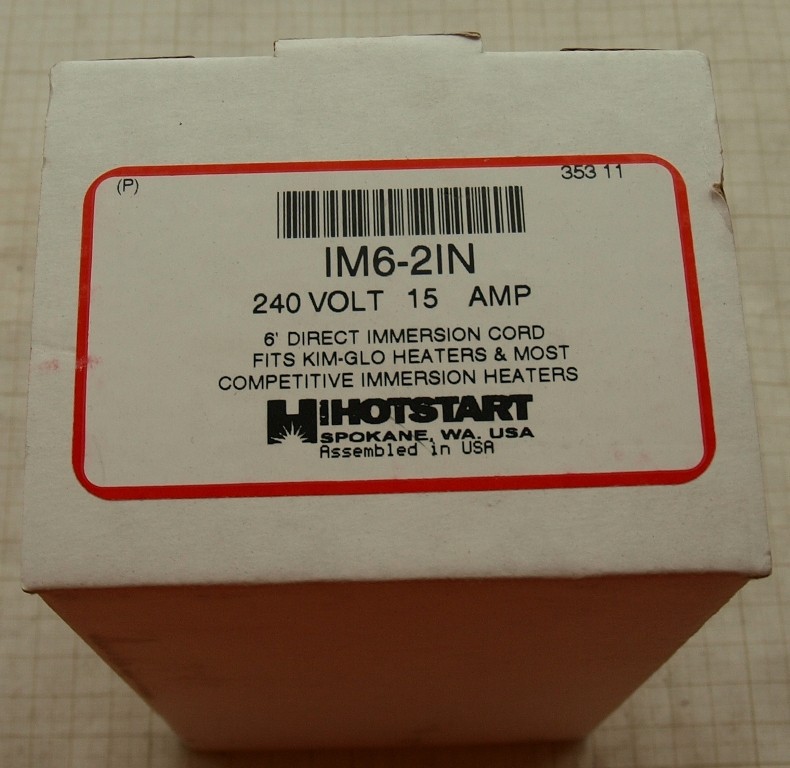 (P)
353 11
IM6-2IN
240 VOLT 15 AMP
6' DIRECT IMMERSION CORD
FITS KIM-GLO HEATERS & MOST
COMPETITIVE IMMERSION HEATERS
HOTSTART
SPOKANE, WA. USA
Assembled in USA